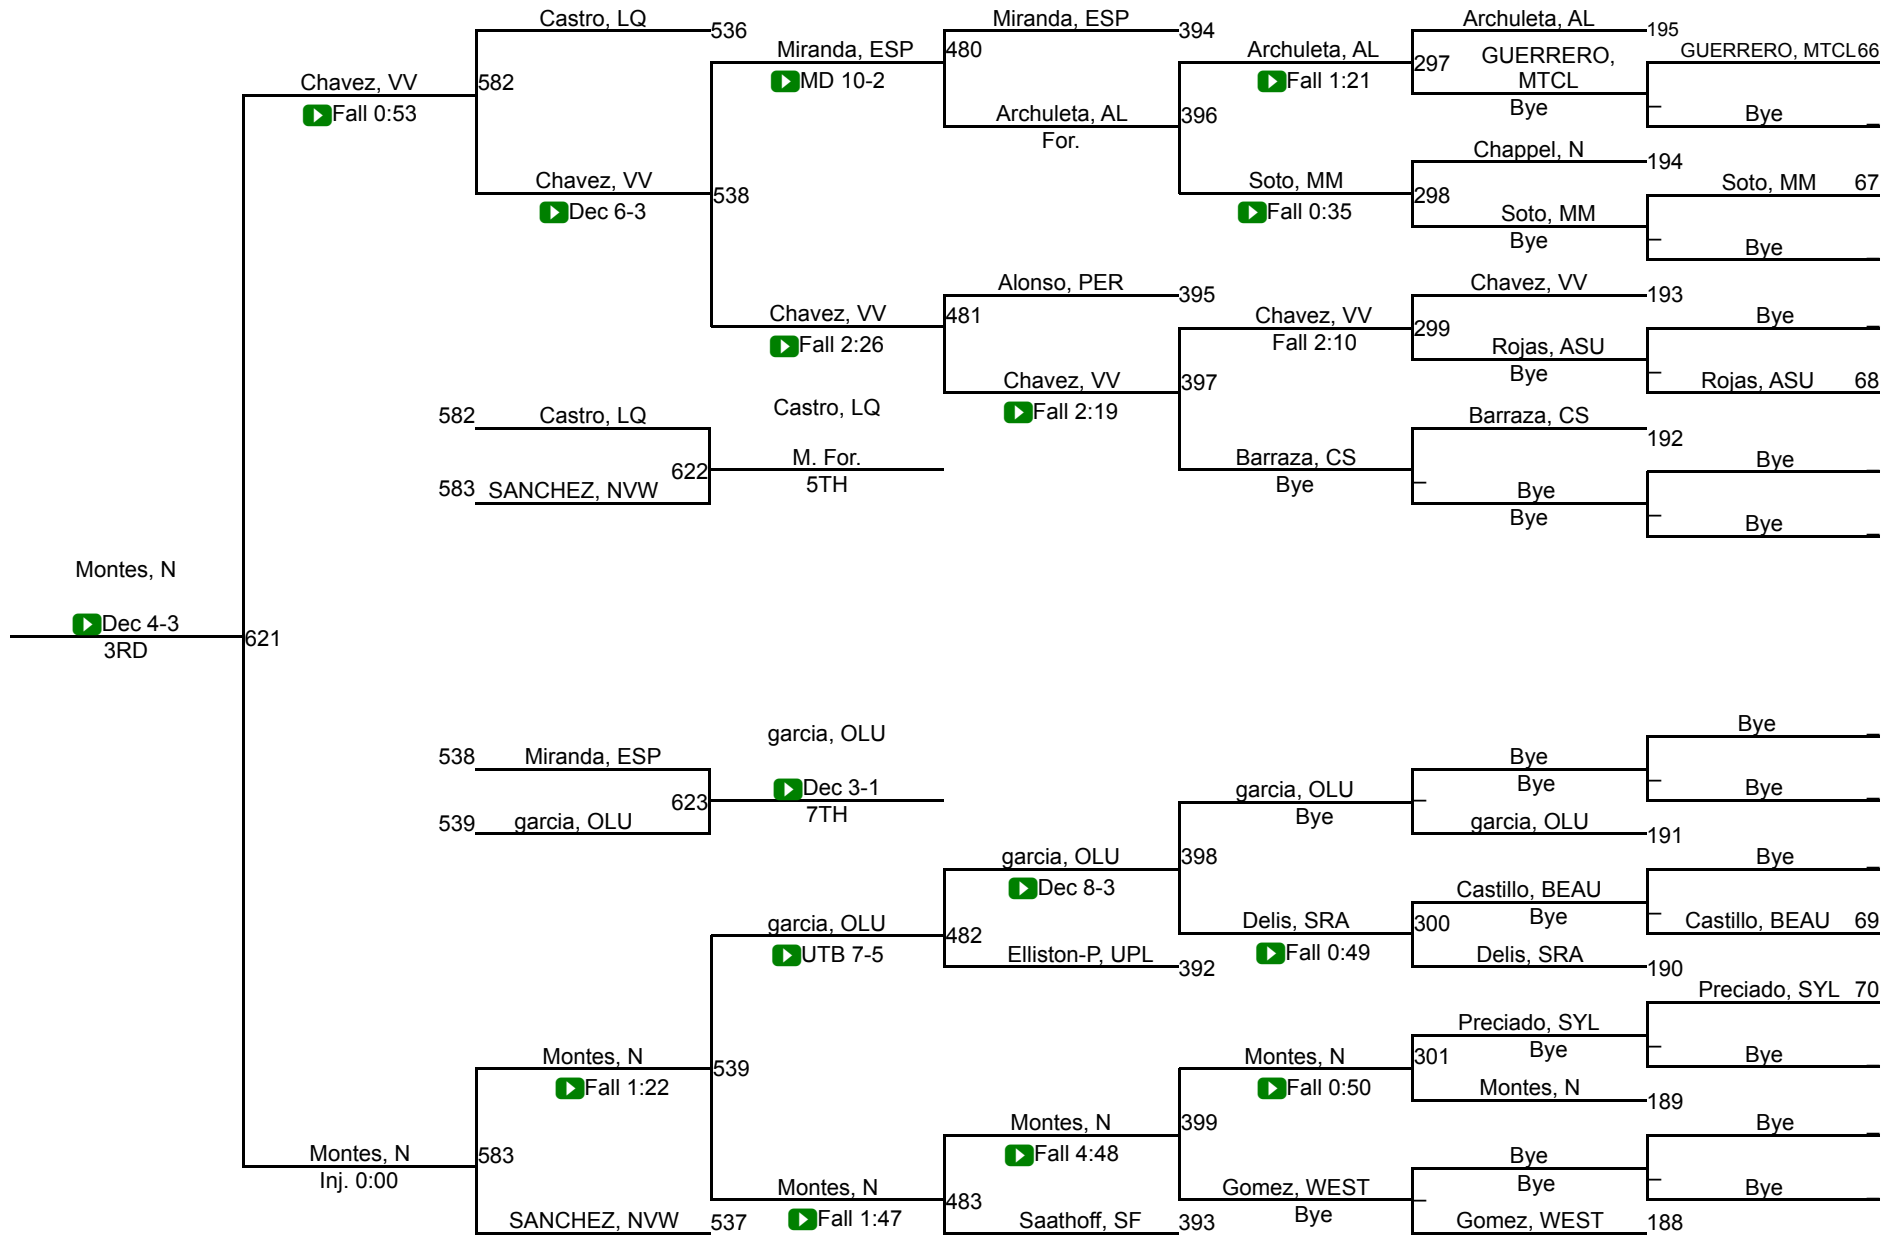 Castro, LQ
536
Miranda, ESP
394
Archuleta, AL
195
Miranda, ESP
480
Archuleta, AL
297
GUERRERO,
MTCL
GUERRERO, MTCL 66
Chavez, VV
582
MD 10-2
Fall 1:21
Fall 0:53
Archuleta, AL
396
Bye
Bye
For.
Chappel, N
194
Chavez, VV
538
Soto, MM
298
Soto, MM 67
Dec 6-3
Fall 0:35
Soto, MM
Bye
Bye
Alonso, PER
395
Chavez, VV
193
Chavez, VV
481
Chavez, VV
299
Bye
Fall 2:26
Fall 2:10
Rojas, ASU
Bye
Chavez, VV
397
Rojas, ASU 68
Fall 2:19
582
Castro, LQ
Castro, LQ
Barraza, CS
192
622
M. For.
Barraza, CS
Bye
583
SANCHEZ, NVW
5TH
Bye
Bye
Bye
Bye
Montes, N
Dec 4-3
621
3RD
garcia, OLU
Bye
538
Miranda, ESP
Bye
Bye
623
Dec 3-1
garcia, OLU
Bye
539
garcia, OLU
7TH
Bye
garcia, OLU
191
garcia, OLU
398
Bye
Dec 8-3
Castillo, BEAU
garcia, OLU
482
Delis, SRA
300
Bye
Castillo, BEAU 69
UTB 7-5
Elliston-P, UPL
392
Fall 0:49
Delis, SRA
190
Preciado, SYL 70
Preciado, SYL
Montes, N
539
Montes, N
301
Bye
Bye
Fall 1:22
Fall 0:50
Montes, N
189
Montes, N
399
Bye
Montes, N
583
Fall 4:48
Bye
Inj. 0:00
Bye
Montes, N
483
Gomez, WEST
Bye
SANCHEZ, NVW
537
Fall 1:47
Saathoff, SF
393
Bye
Gomez, WEST
188